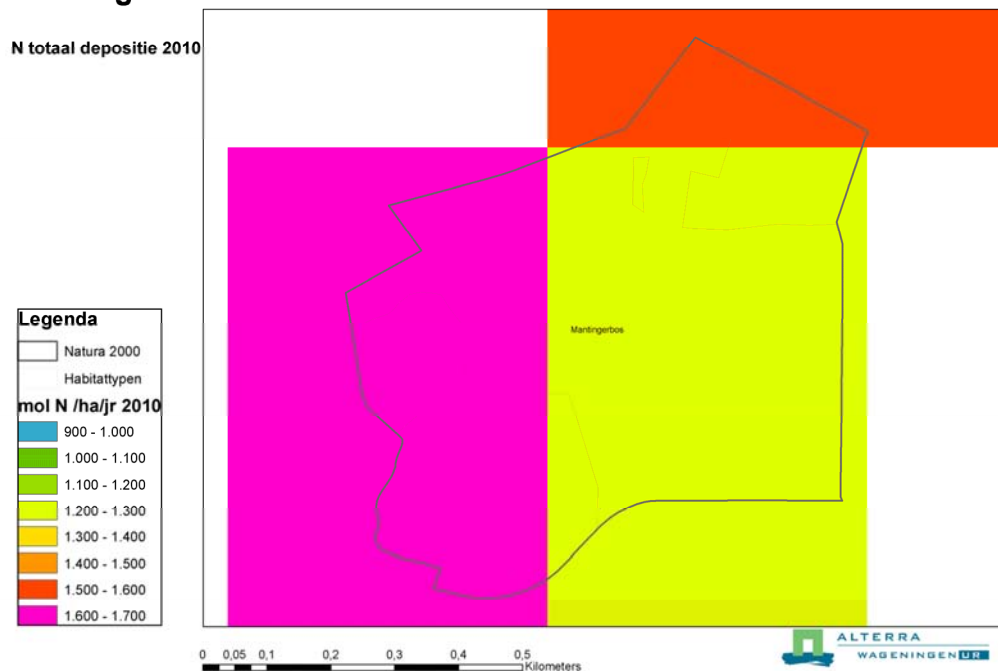 N totaal depositie 2010
Mantingerbos
Legenda
Natura 2000
Habitattypen
mol N /ha/jr 2010
900 - 1.000
1.000 - 1.100
1.100 - 1.200
1.200 - 1.300
1.300 - 1.400
1.400 - 1.500
1.500 - 1.600
1.600 - 1.700
0 0,05 0,1 0,2 0,3 0,4 0,5
Kilometers
ALTERRA
WAGENINGEN UR